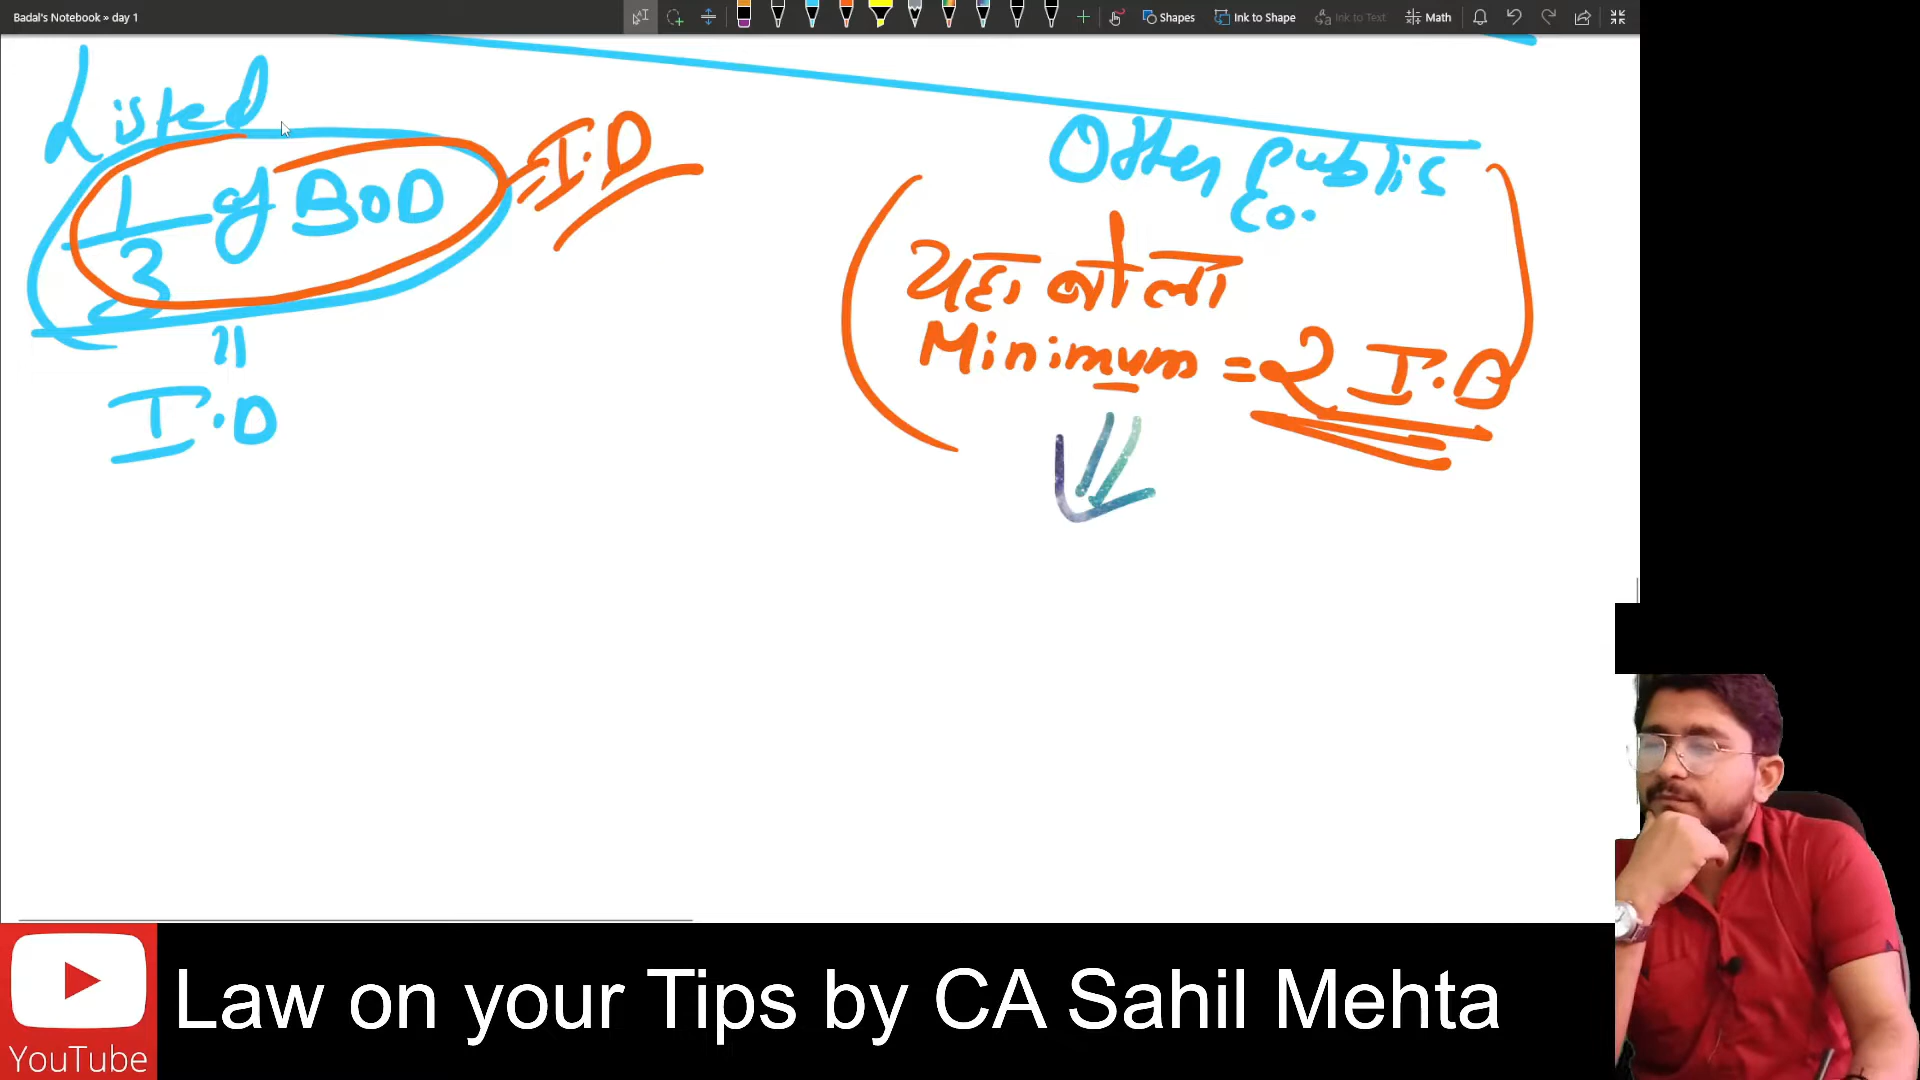 Badal's Notebook » day 1
Shapes
Ink to Shape
Ink to Text
Math
Listed
1/3 of BOD
I.D
=
I.D
Other Public
Co.
यहा बोला
Minimum = 2 I.D
YouTube
Law on your Tips by CA Sahil Mehta